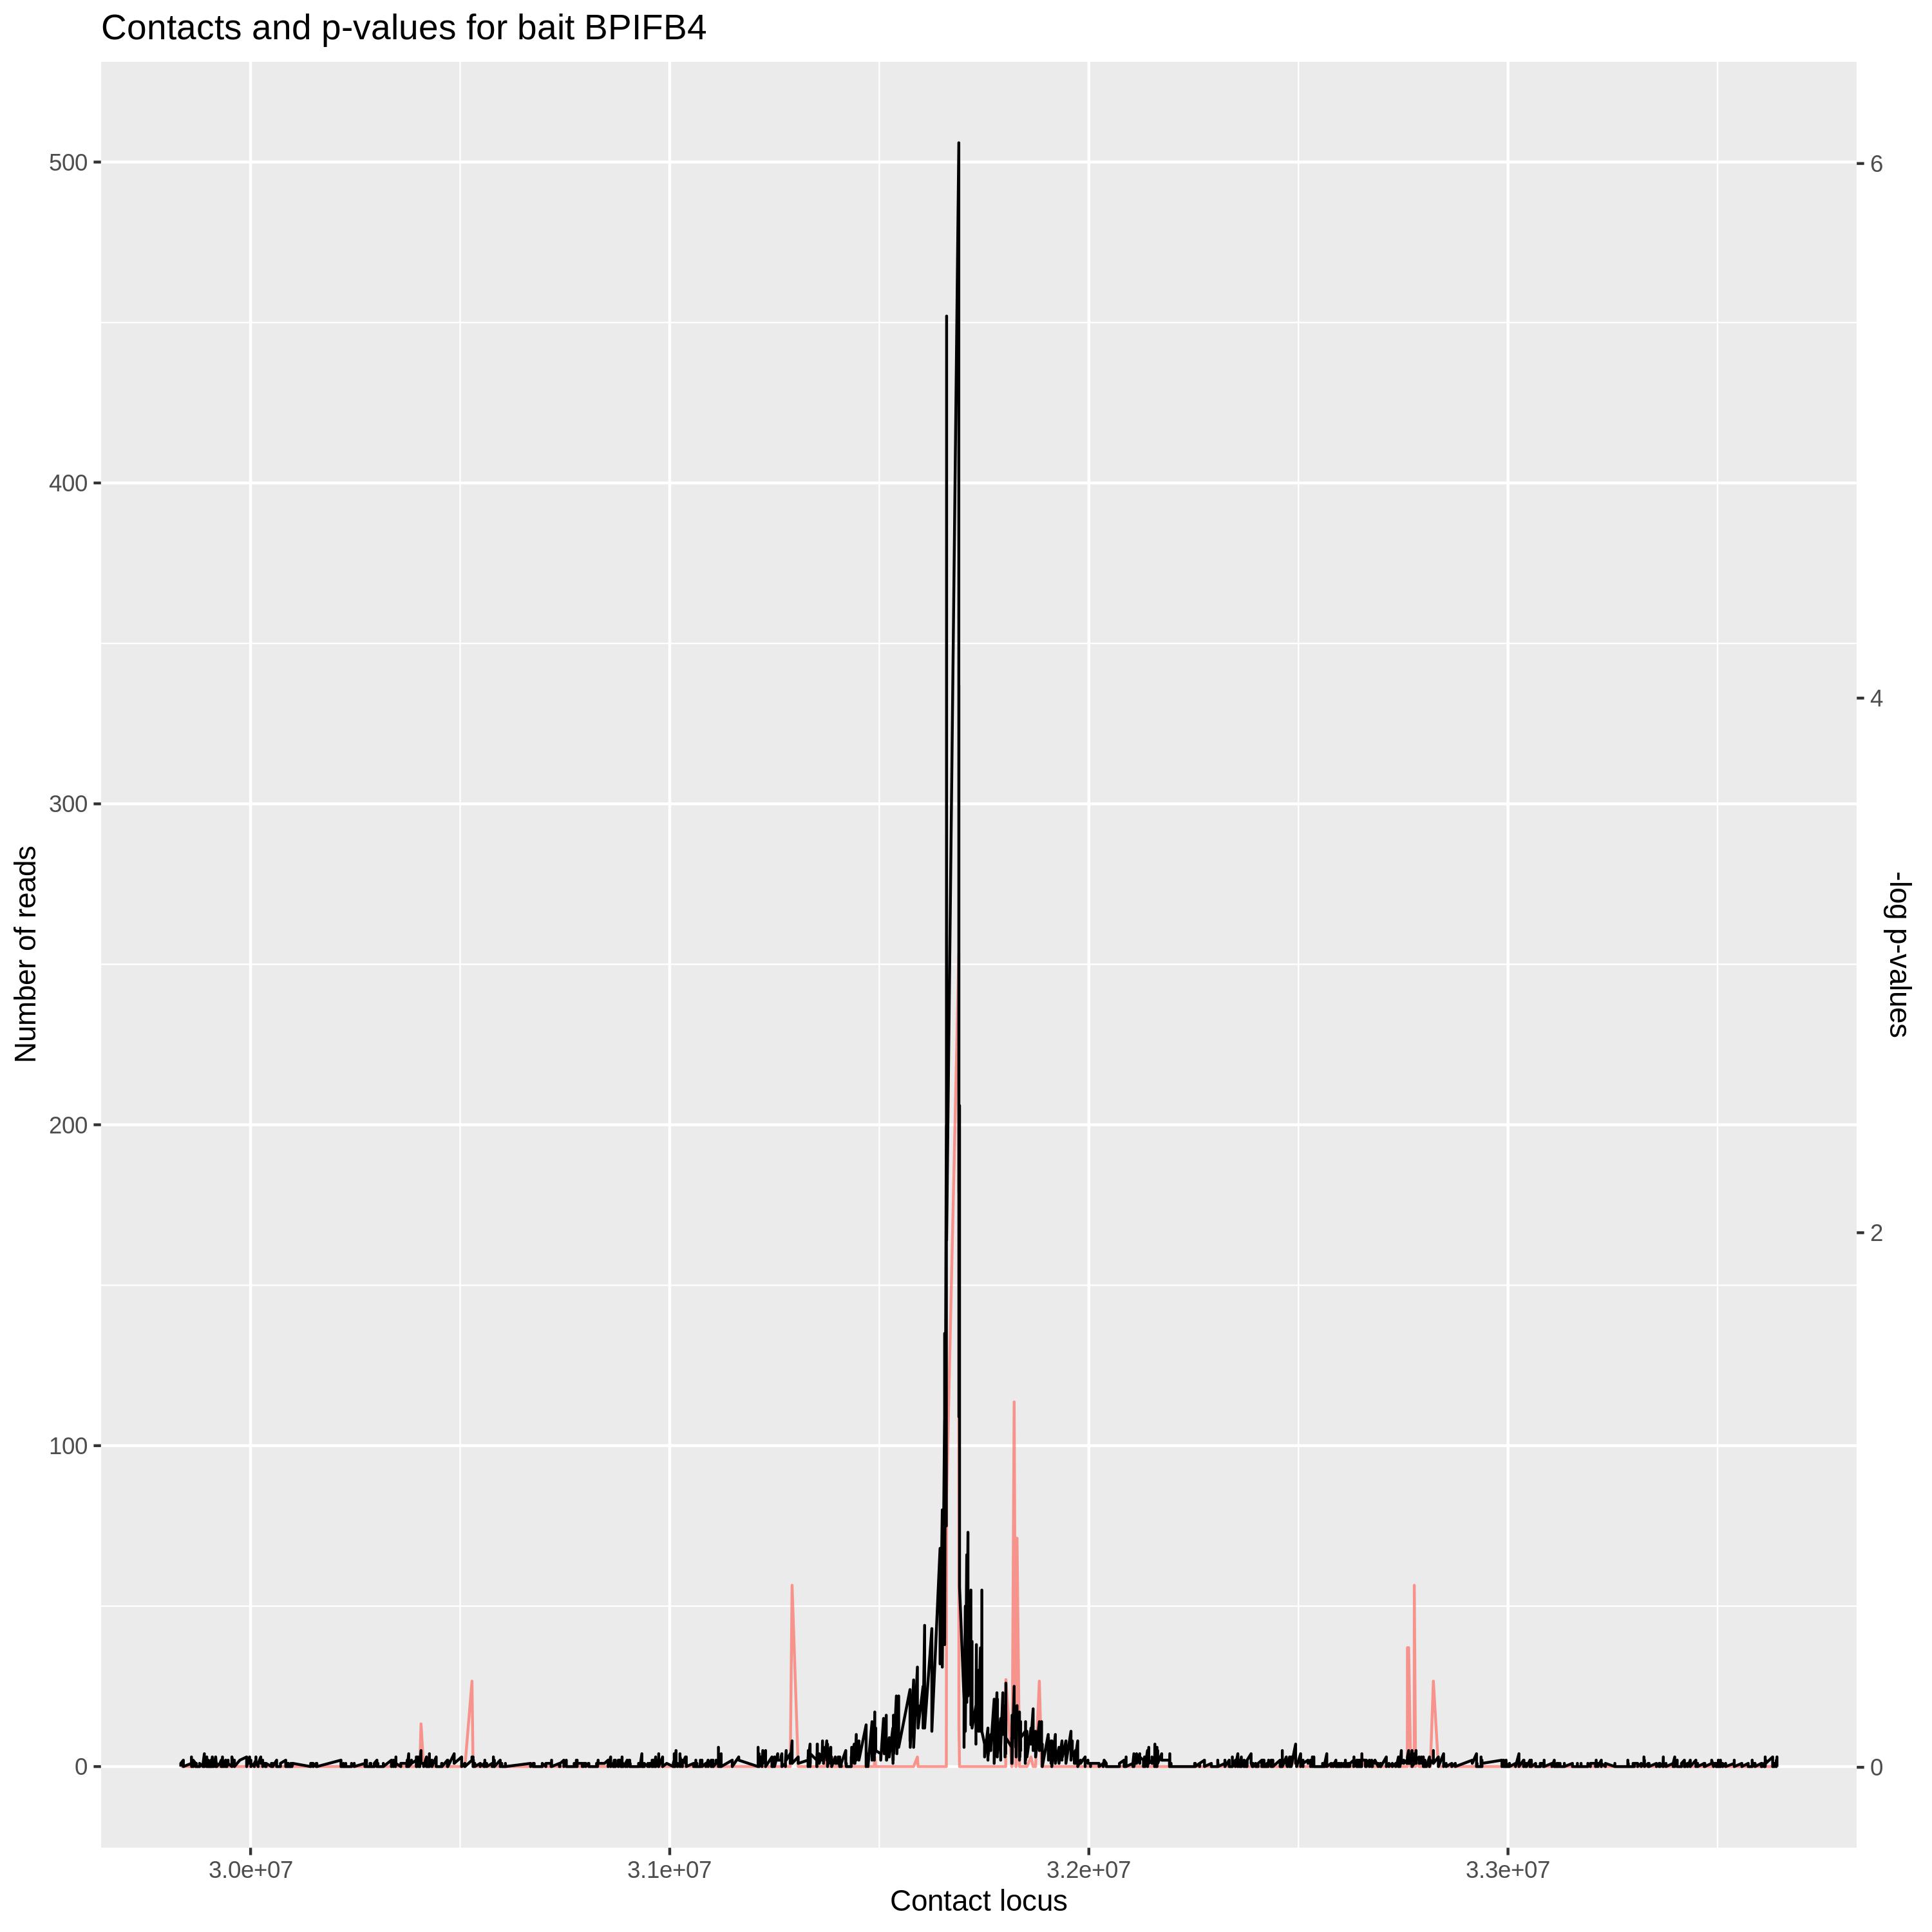 Contacts and p-values for bait BPIFB4
500
400
300
200
100
0
Number of reads
6
4
2
0
-log p-values
3.0e+07
3.1e+07
3.2e+07
3.3e+07
Contact locus